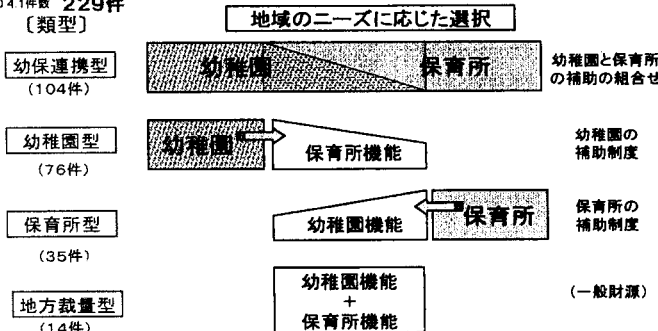 4.1件数 229件
〔類型〕
地域のニーズに応じた選択
幼保連携型
(104件)
幼稚園
保育所
幼稚園と保育所
の補助の組合せ
幼稚園型
(76件)
幼稚園
保育所機能
幼稚園の
補助制度
保育所型
(35件)
幼稚園機能
保育所
保育所の
補助制度
地方裁量型
(14件)
幼稚園機能
+
保育所機能
(一般財源)